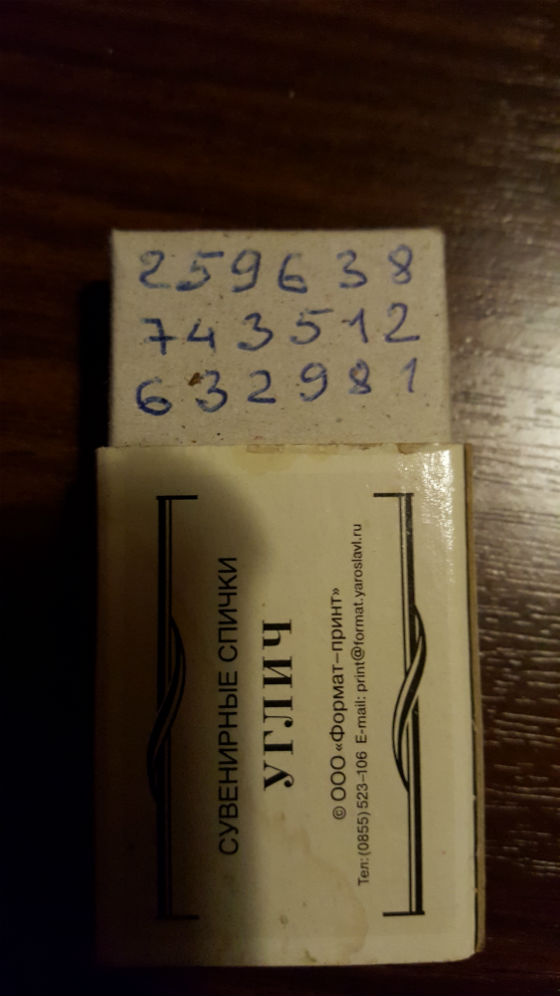 259638
743512
632981
СУВЕНИРНЫЕ СПИЧКИ
УГЛИЧ
© ООО «Формат–принт»
Тел:(0855) 523–106 E-mail: print@format.yaroslavl.ru